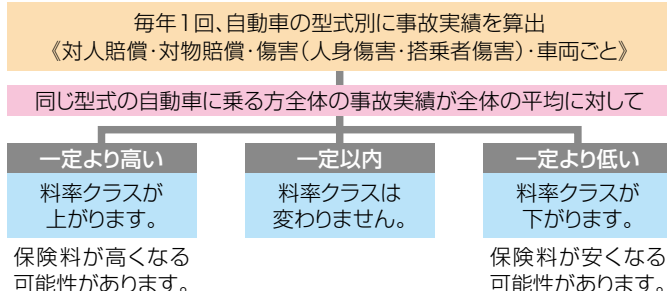 毎年1回、自動車の型式別に事故実績を算出
《対人賠償・対物賠償・傷害（人身傷害・搭乗者傷害）・車両ごと》
同じ型式の自動車に乗る方全体の事故実績が全体の平均に対して
一定より高い
料率クラスが
上がります。
保険料が高くなる
可能性があります。
一定以内
料率クラスは
変わりません。
一定より低い
料率クラスが
下がります。
保険料が安くなる
可能性があります。